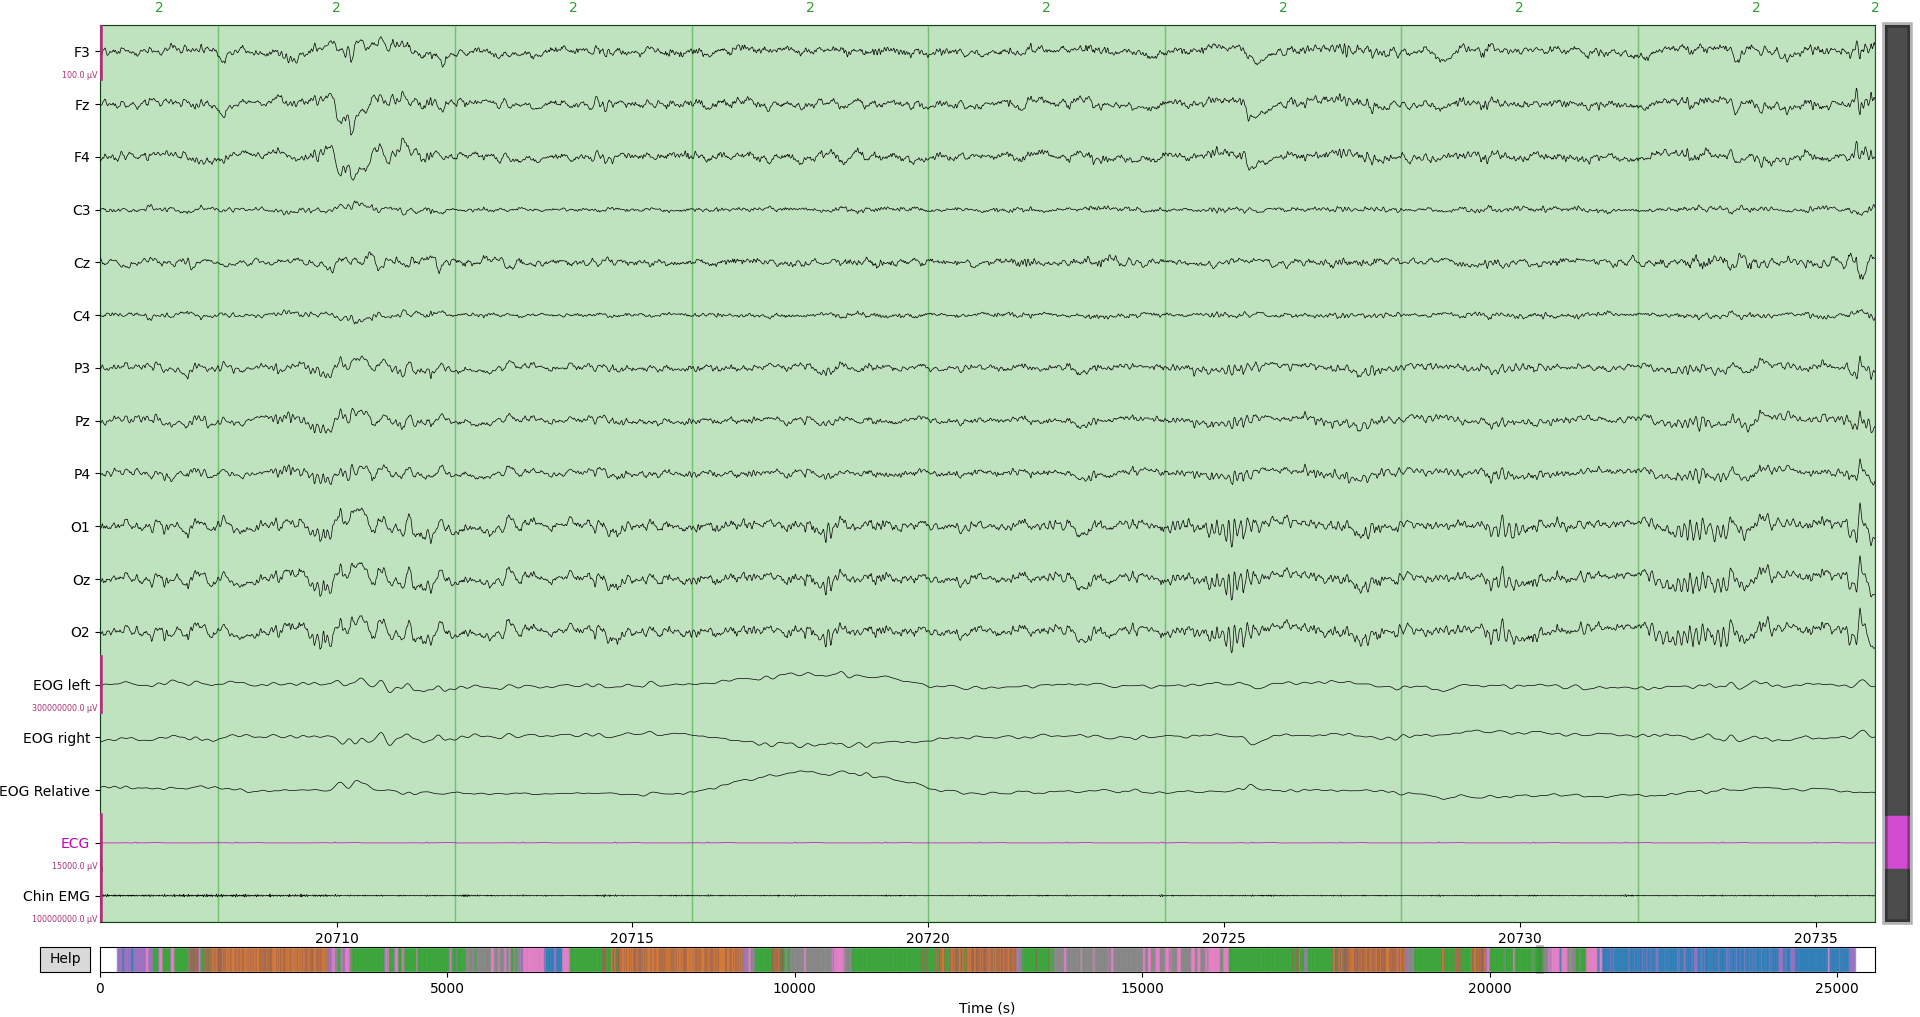 2 2 2 2 2 2 2 2 2
F3
100.0 µV
Fz
F4
C3
Cz
C4
P3
Pz
P4
O1
Oz
O2
EOG left
300000000.0 µV
EOG right
EOG Relative
ECG
15000.0 µV
Chin EMG
100000000.0 µV
20710 20715 20720 20725 20730 20735
Help
0 5000 10000 15000 20000 25000
Time (s)